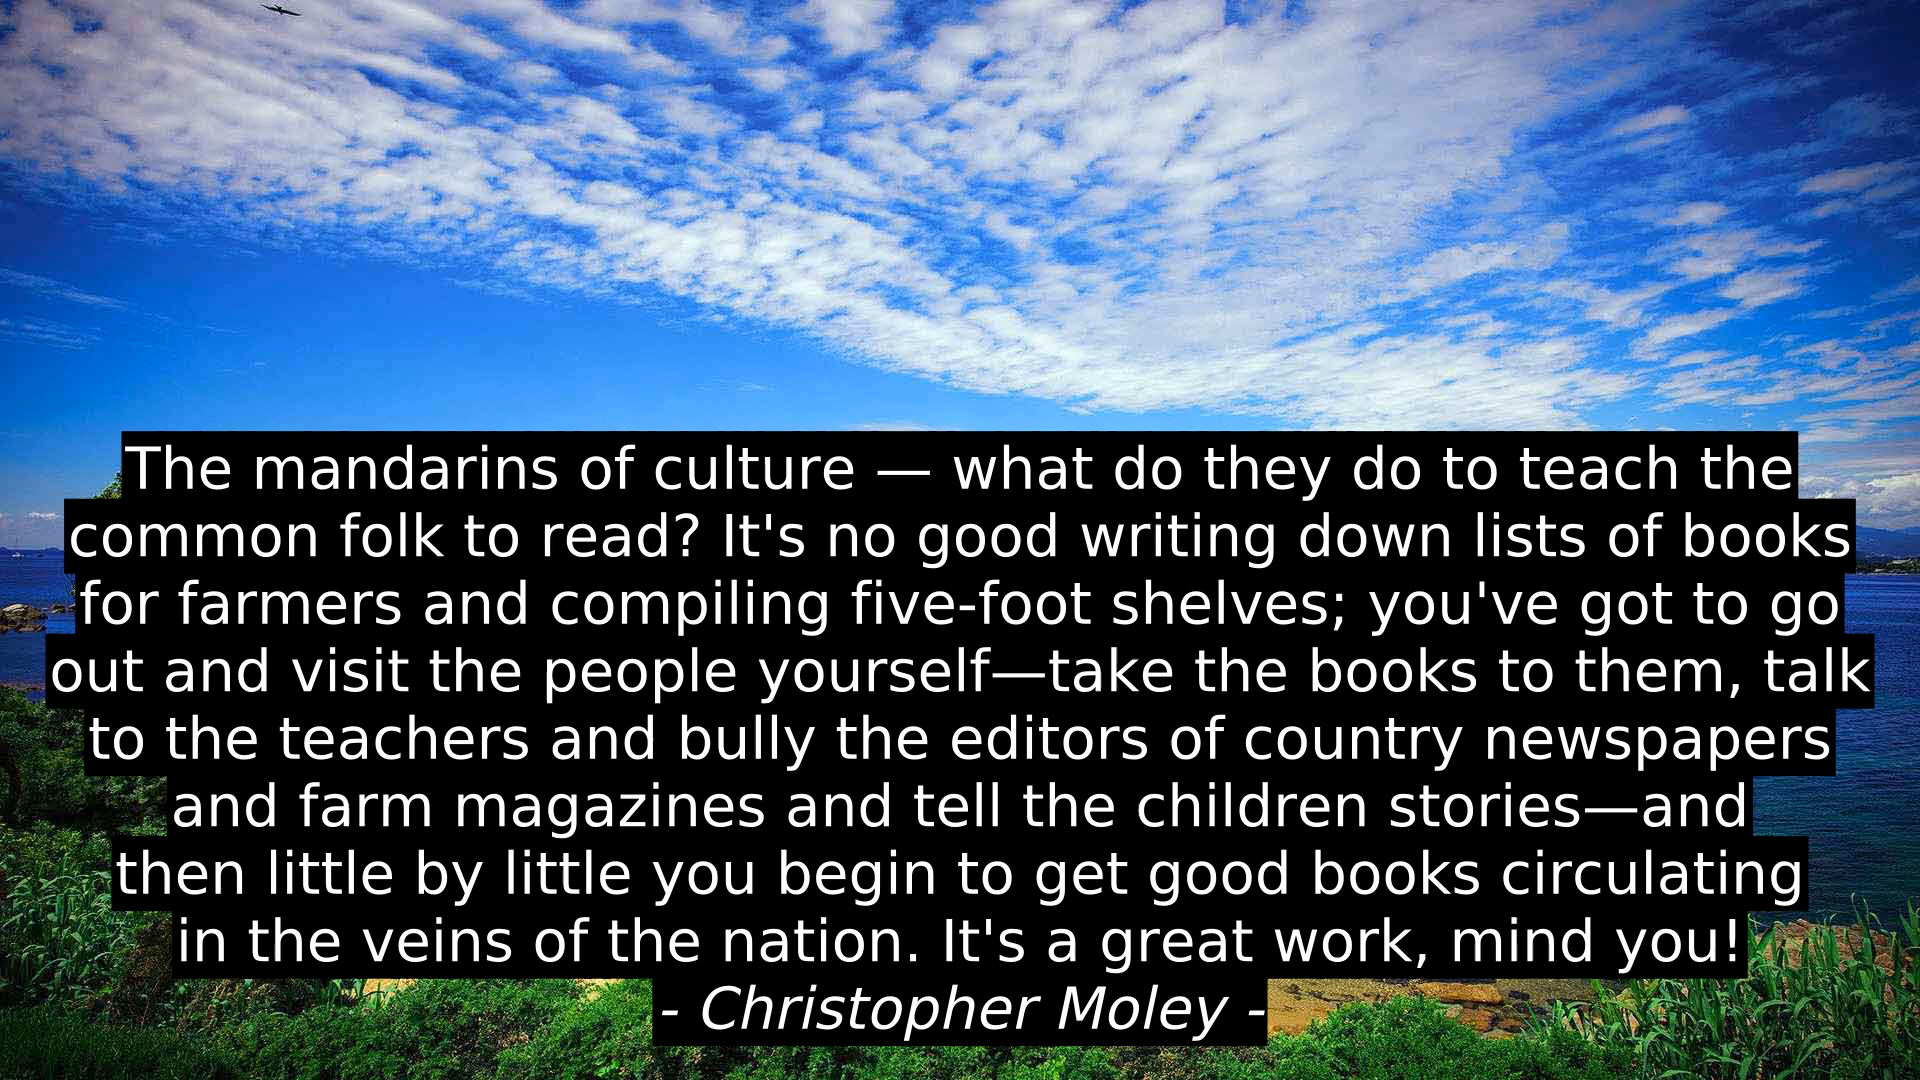 The mandarins of culture — what do they do to teach the
common folk to read? It's no good writing down lists of books
for farmers and compiling five-foot shelves; you've got to go
out and visit the people yourself—take the books to them, talk
to the teachers and bully the editors of country newspapers
and farm magazines and tell the children stories—and
then little by little you begin to get good books circulating
in the veins of the nation. It's a great work, mind you!
- Christopher Moley -